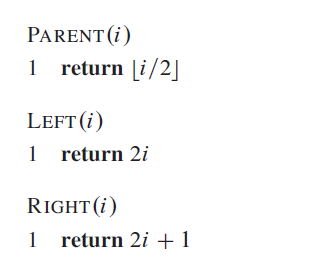 PARENT(i)
1 return ⌊i/2⌋
LEFT(i)
1 return 2i
RIGHT(i)
1 return 2i + 1